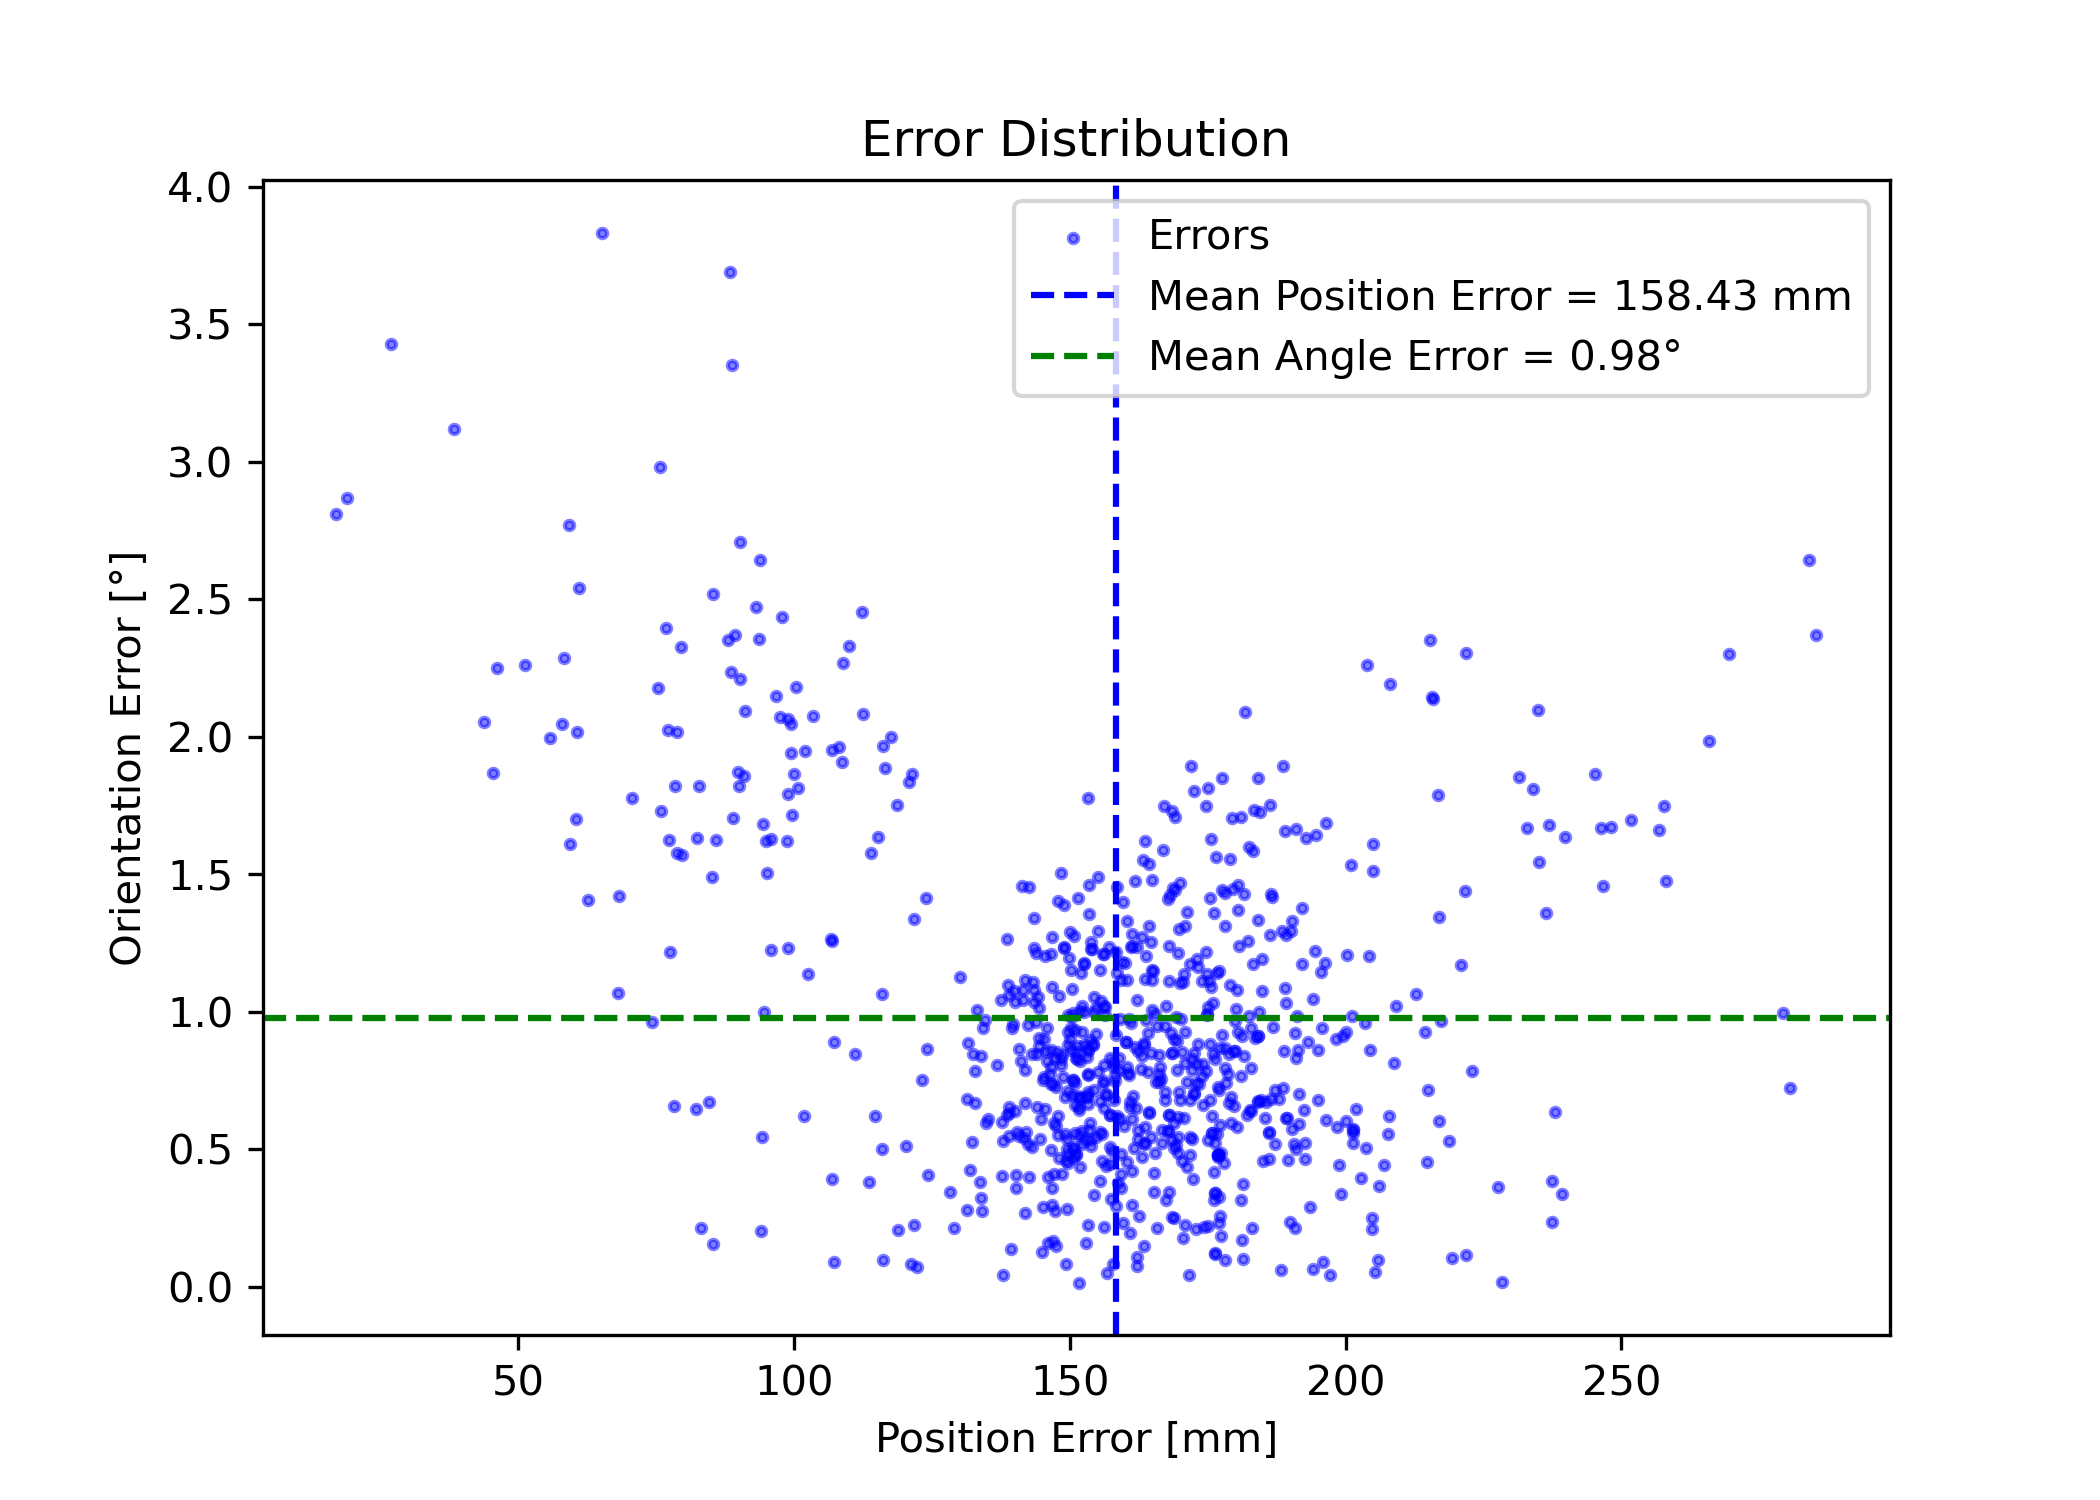 Error Distribution
4.0
3.5
3.0
2.5
2.0
1.5
1.0
0.5
0.0
Orientation Error [°]
Errors
Mean Position Error = 158.43 mm
Mean Angle Error = 0.98°
50
100
150
200
250
Position Error [mm]